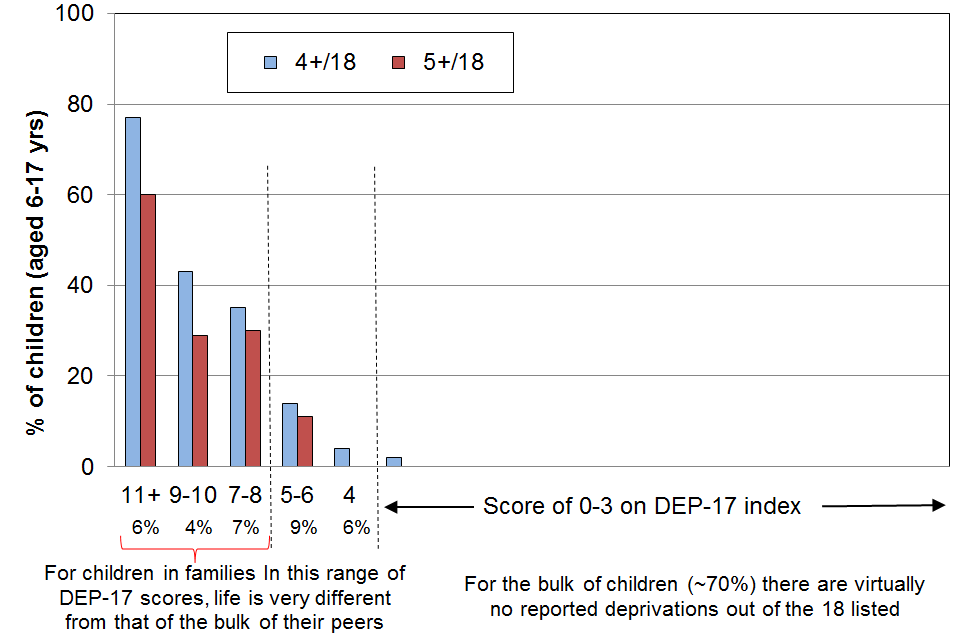 100
80
60
40
20
0
% of children (aged 6-17 yrs)
4+/18 5+/18
11+ 9-10 7-8 5-6 4
6% 4% 7% 9% 6%
Score of 0-3 on DEP-17 index
For children in families In this range of
DEP-17 scores, life is very different
from that of the bulk of their peers
For the bulk of children (~70%) there are virtually
no reported deprivations out of the 18 listed